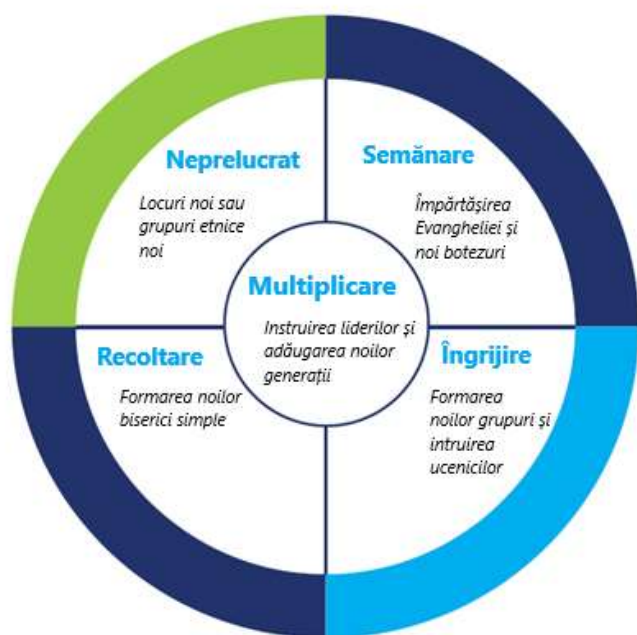 Neprelucrat
Locuri noi sau
grupuri etnice
noi
Semănare
Împărtășirea
Evangheliei și
noi botezuri
Multiplicare
Instruirea liderilor și
adăugarea noilor
generații
Recoltare
Formarea noilor
biserici simple
Îngrijire
Formarea
noilor grupuri și
intruirea
ucenicilor